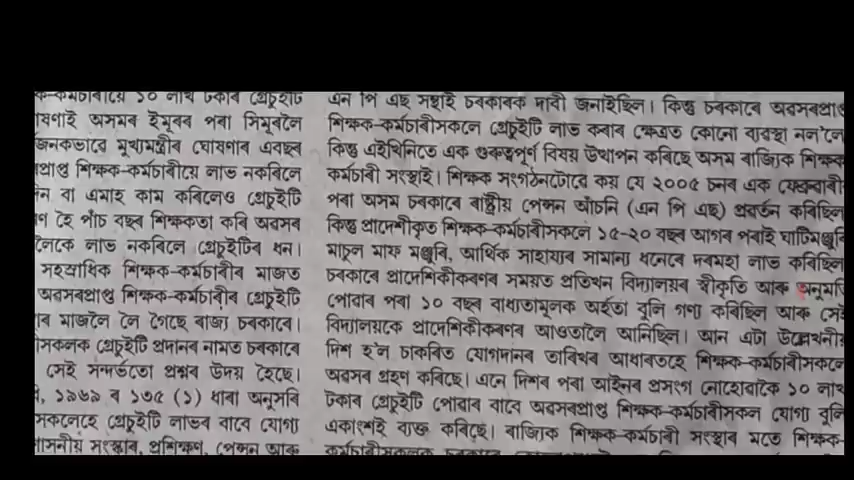 ক-কৰ্মচাৰীয়ে ১০ লাখ টকাৰ গ্ৰেচুইটি
ষণাই অসমৰ ইমূৰৰ পৰা সিমূৰলৈ
জনকভাৱে মুখ্যমন্ত্ৰীৰ ঘোষণাৰ এবছৰ
প্ৰাপ্ত শিক্ষক-কৰ্মচাৰীয়ে লাভ নকৰিলে
দিন বা এমাহ কাম কৰিলেও গ্ৰেচুইটি
ণ হৈ পাঁচ বছৰ শিক্ষকতা কৰি অৱসৰ
লৈকে লাভ নকৰিলে গ্ৰেচুইটিৰ ধন।
সহস্ৰাধিক শিক্ষক-কৰ্মচাৰীৰ মাজত
অৱসৰপ্ৰাপ্ত শিক্ষক-কৰ্মচাৰীৰ গ্ৰেচুইটি
ৰ মাজলৈ লৈ গৈছে ৰাজ্য চৰকাৰে।
ীসকলক গ্ৰেচুইটি প্ৰদানৰ নামত চৰকাৰে
সেই সন্দৰ্ভতো প্ৰশ্নৰ উদয় হৈছে।
ি, ১৯৬৯ ৰ ১৩৫ (১) ধাৰা অনুসৰি
সকলেহে গ্ৰেচুইটি লাভৰ বাবে যোগ্য
াসনীয় সংস্কাৰ, প্ৰশিক্ষণ, পেন্সন আৰু
এন পি এছ সন্থাই চৰকাৰক দাবী জনাইছিল। কিন্তু চৰকাৰে অৱসৰপ্ৰাপ্ত
শিক্ষক-কৰ্মচাৰীসকলে গ্ৰেচুইটি লাভ কৰাৰ ক্ষেত্ৰত কোনো ব্যৱস্থা নল'লে
কিন্তু এইখিনিতে এক গুৰুত্বপূৰ্ণ বিষয় উত্থাপন কৰিছে অসম ৰাজ্যিক শিক্ষক
কৰ্মচাৰী সংস্থাই। শিক্ষক সংগঠনটোৱে কয় যে ২০০৫ চনৰ এক ফেব্ৰুৱাৰী
পৰা অসম চৰকাৰে ৰাষ্ট্ৰীয় পেন্সন আঁচনি (এন পি এছ) প্ৰৱৰ্তন কৰিছিল
কিন্তু প্ৰাদেশীকৃত শিক্ষক-কৰ্মচাৰীসকলে ১৫-২০ বছৰ আগৰ পৰাই ঘাটিমঞ্জুৰি
মাচুল মাফ মঞ্জুৰি, আৰ্থিক সাহায্যৰ সামান্য ধনেৰে দৰমহা লাভ কৰিছিল
চৰকাৰে প্ৰাদেশিকীকৰণৰ সময়ত প্ৰতিখন বিদ্যালয়ৰ স্বীকৃতি আৰু অনুমতি
পোৱাৰ পৰা ১০ বছৰ বাধ্যতামূলক অৰ্হতা বুলি গণ্য কৰিছিল আৰু সেই
বিদ্যালয়কে প্ৰাদেশিকীকৰণৰ আওতালৈ আনিছিল। আন এটা উল্লেখনীয়
দিশ হ'ল চাকৰিত যোগদানৰ তাৰিখৰ আধাৰতহে শিক্ষক-কৰ্মচাৰীসকলে
অৱসৰ গ্ৰহণ কৰিছে। এনে দিশৰ পৰা আইনৰ প্ৰসংগ নোহোৱাকৈ ১০ লাখ
টকাৰ গ্ৰেচুইটি পোৱাৰ বাবে অৱসৰপ্ৰাপ্ত শিক্ষক-কৰ্মচাৰীসকল যোগ্য বুলি
একাংশই ব্যক্ত কৰিছে। ৰাজ্যিক শিক্ষক-কৰ্মচাৰী সংস্থাৰ মতে শিক্ষক-